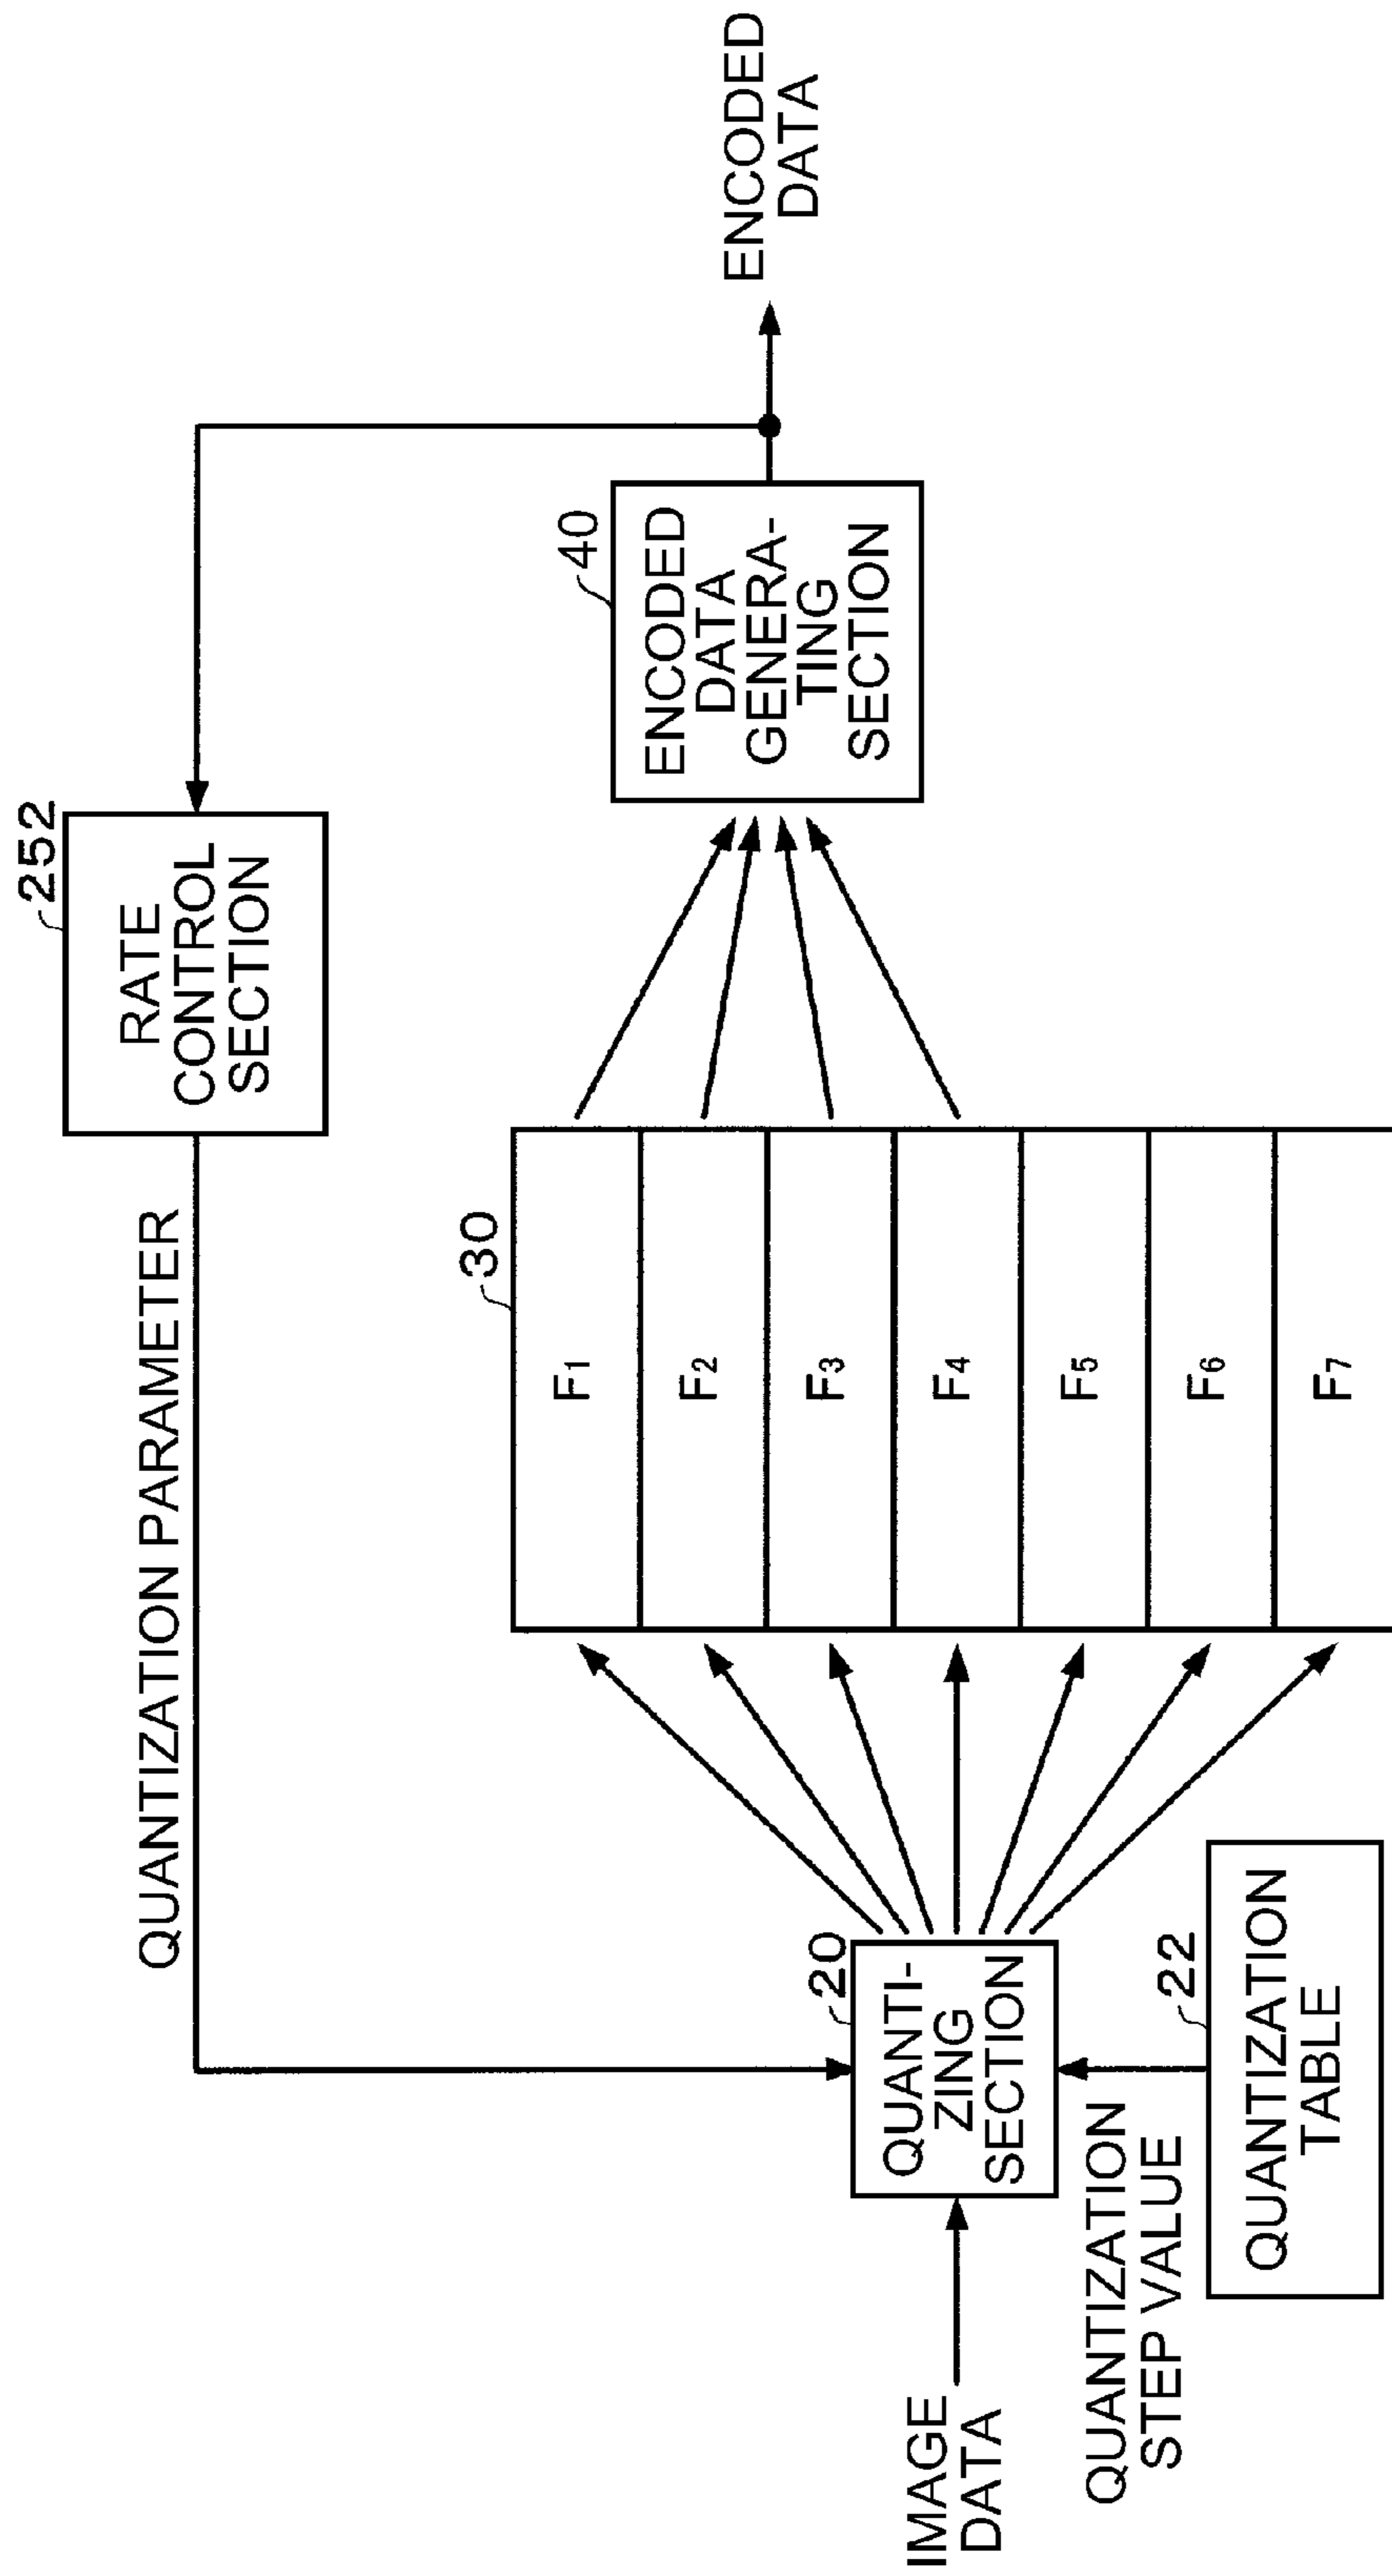 252
RATE
CONTROL
SECTION
QUANTIZATION PARAMETER
30
F1
F2
F3
F4
F5
F6
F7
40
ENCODED
DATA
GENERA-
TING
SECTION
ENCODED
DATA
20
QUANTI-
ZING
SECTION
IMAGE
DATA
QUANTIZATION
STEP VALUE
22
QUANTIZATION
TABLE